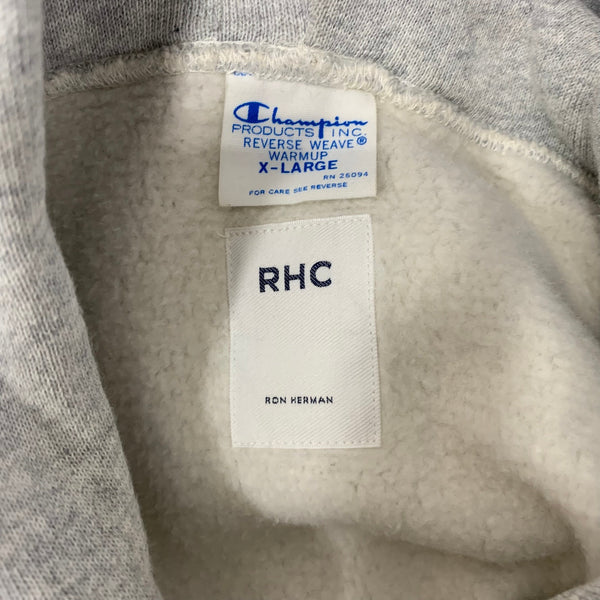 Champion
PRODUCTS INC.
REVERSE WEAVE®
WARMUP
X-LARGE
RN 26094
FOR CARE SEE REVERSE
RHC
RON HERMAN